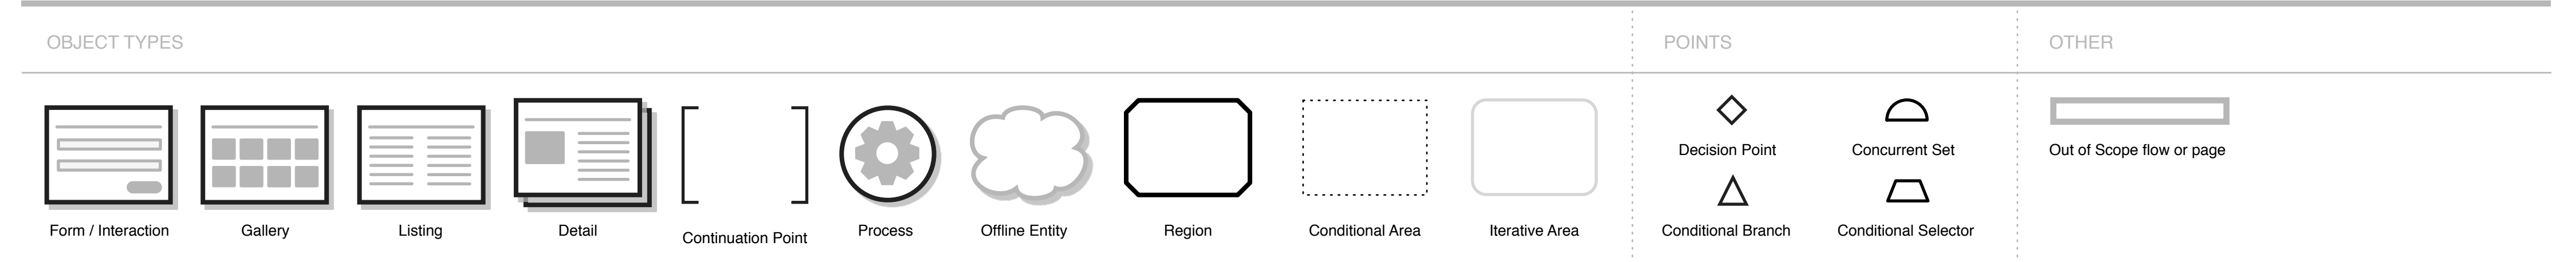 OBJECT TYPES
POINTS
OTHER
Form / Interaction
Gallery
Listing
Detail
Continuation Point
Process
Offline Entity
Region
Conditional Area
Iterative Area
Decision Point
Concurrent Set
Conditional Branch
Conditional Selector
Out of Scope flow or page